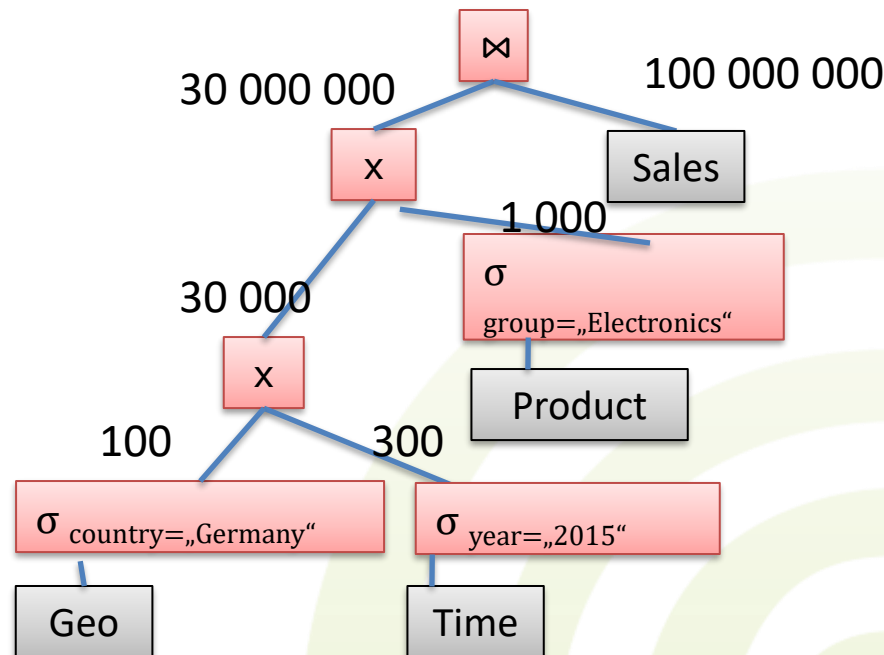 ⋈
30 000 000
100 000 000
x
Sales
1 000
σ
group=„Electronics“
30 000
x
Product
100
300
σ country=„Germany“
σ year=„2015“
Geo
Time